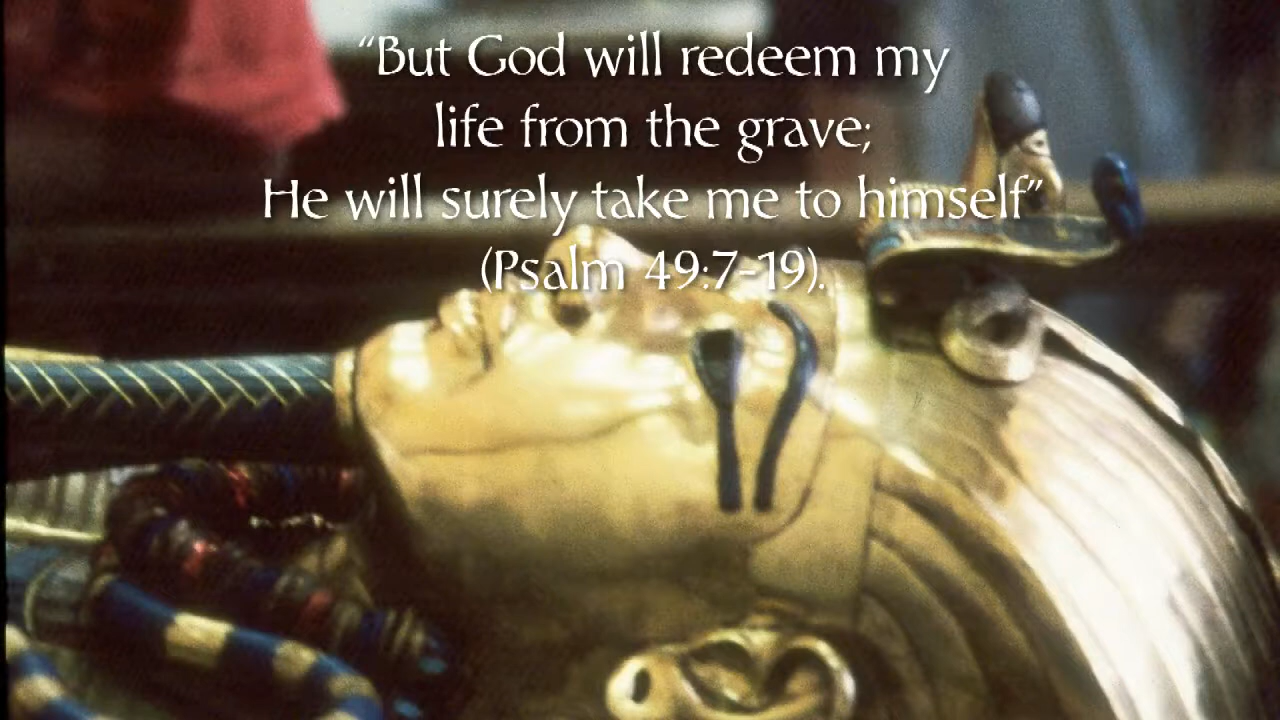 “But God will redeem my
life from the grave;
He will surely take me to himself”
(Psalm 49:7-19).